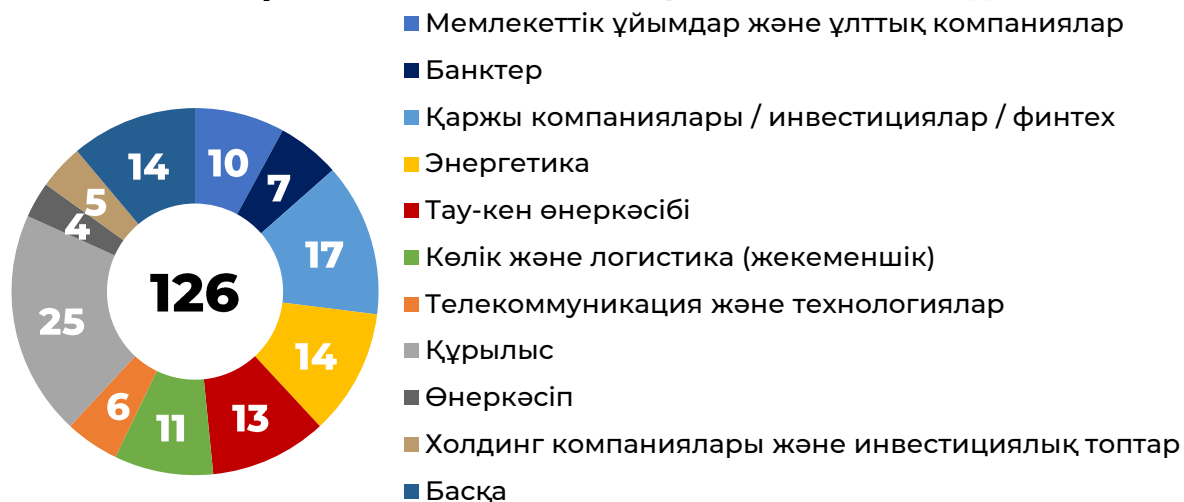 Мемлекеттік ұйымдар және ұлттық компаниялар
Банктер
Қаржы компаниялары / инвестициялар / финтех
Энергетика
Тау-кен өнеркәсібі
Көлік және логистика (жекеменшік)
Телекоммуникация және технологиялар
Құрылыс
Өнеркәсіп
Холдинг компаниялары және инвестициялық топтар
Басқа
10
7
17
14
13
11
6
25
4
5
14
126